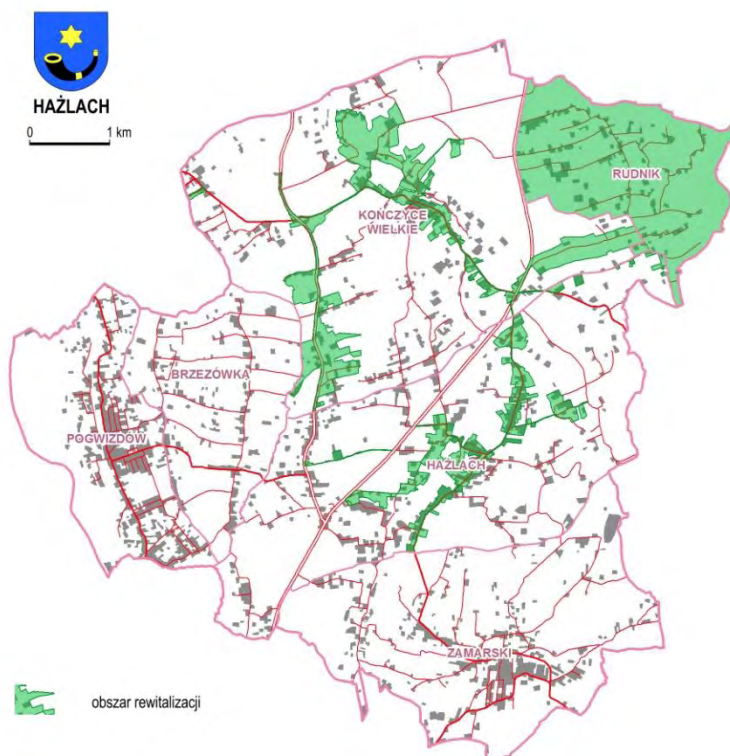 HAŻLACH
0 1 km
RUDNIK
KOŃCZYCE
WIELKIE
BRZEZÓWKA
POGWIZDÓW
HAŻLACH
ZAMARSKI
obszar rewitalizacji